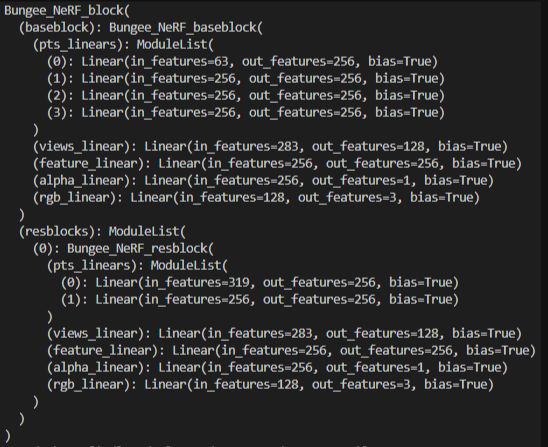 Bungee_NeRF_block(
  (baseblock): Bungee_NeRF_baseblock(
    (pts_linears): ModuleList(
      (0): Linear(in_features=63, out_features=256, bias=True)
      (1): Linear(in_features=256, out_features=256, bias=True)
      (2): Linear(in_features=256, out_features=256, bias=True)
      (3): Linear(in_features=256, out_features=256, bias=True)
    )
    (views_linear): Linear(in_features=283, out_features=128, bias=True)
    (feature_linear): Linear(in_features=256, out_features=256, bias=True)
    (alpha_linear): Linear(in_features=256, out_features=1, bias=True)
    (rgb_linear): Linear(in_features=128, out_features=3, bias=True)
  )
  (resblocks): ModuleList(
    (0): Bungee_NeRF_resblock(
      (pts_linears): ModuleList(
        (0): Linear(in_features=319, out_features=256, bias=True)
        (1): Linear(in_features=256, out_features=256, bias=True)
      )
      (views_linear): Linear(in_features=283, out_features=128, bias=True)
      (feature_linear): Linear(in_features=256, out_features=256, bias=True)
      (alpha_linear): Linear(in_features=256, out_features=1, bias=True)
      (rgb_linear): Linear(in_features=128, out_features=3, bias=True)
    )
  )
)